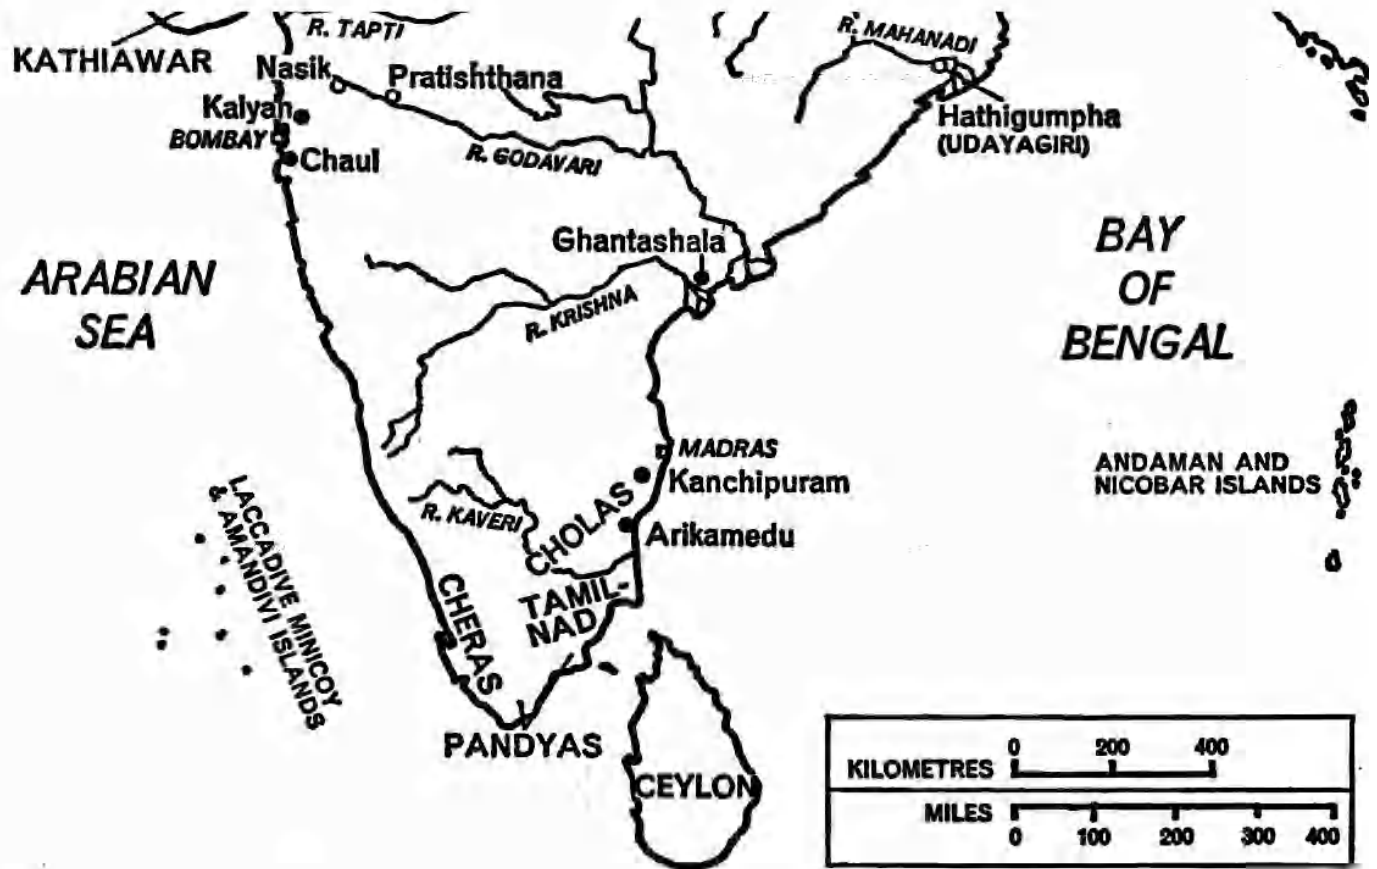 R. TAPTI
R. MAHANADI
KATHIAWAR
Nasik
Pratishthana
Kalyan
BOMBAY
Chaul
R. GODAVARI
Hathigumpha
(UDAYAGIRI)
Ghantashala
BAY
OF
BENGAL
ARABIAN
SEA
R. KRISHNA
MADRAS
Kanchipuram
ANDAMAN AND
NICOBAR ISLANDS
LACCADIVE MINICOY
& AMANDIVI ISLANDS
R. KAVERI
CHOLAS
Arikamedu
CHERAS
TAMIL-
NAD
PANDYAS
CEYLON
0 200 400
KILOMETRES
MILES
0 100 200 300 400